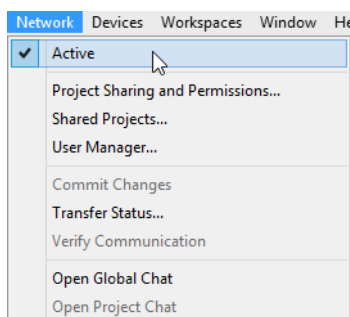 Network Devices Workspaces Window He
Active
Project Sharing and Permissions...
Shared Projects...
User Manager...
Commit Changes
Transfer Status...
Verify Communication
Open Global Chat
Open Project Chat